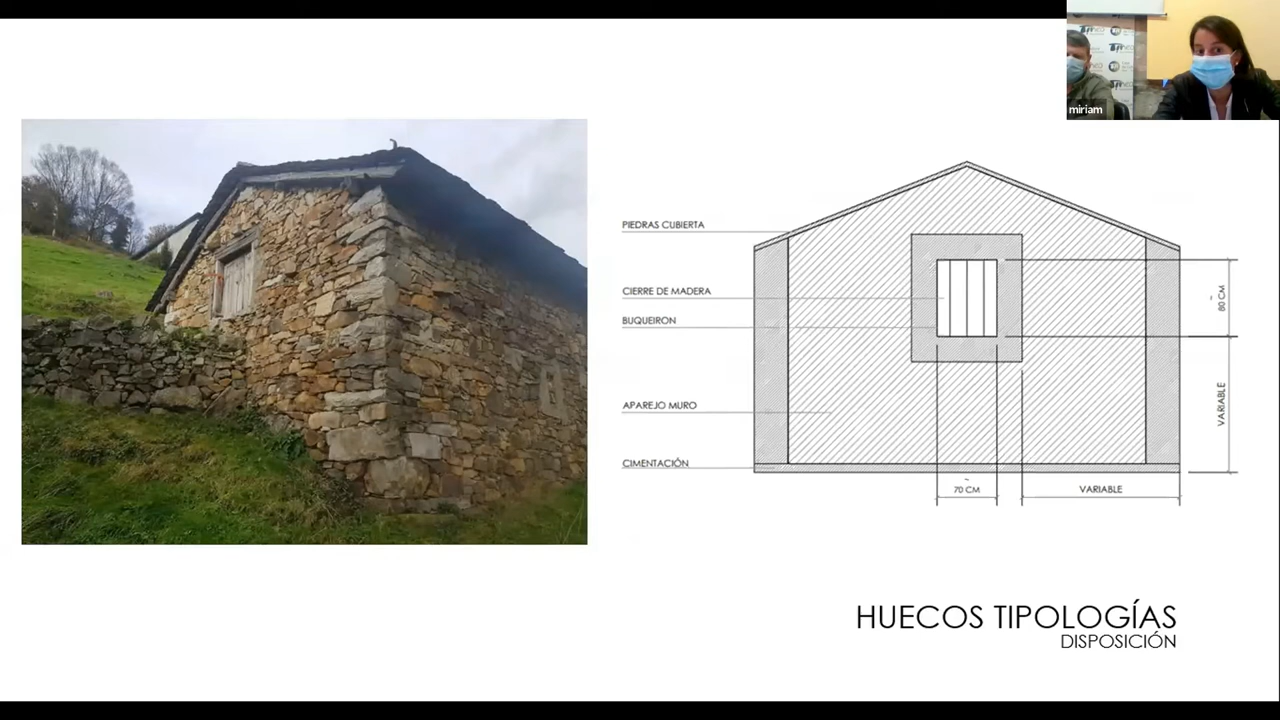 miriam
PIEDRAS CUBIERTA
CIERRE DE MADERA
BUQUEIRON
APAREJO MURO
CIMENTACIÓN
~ 80 CM
VARIABLE
~ 70 CM
VARIABLE
HUECOS TIPOLOGÍAS
DISPOSICIÓN